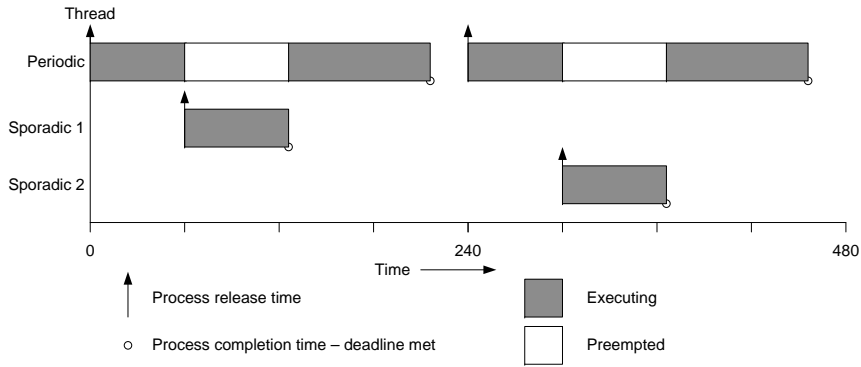 Thread
Periodic
Sporadic 1
Sporadic 2
0 240 480
Time
Process release time Executing
Process completion time – deadline met Preempted